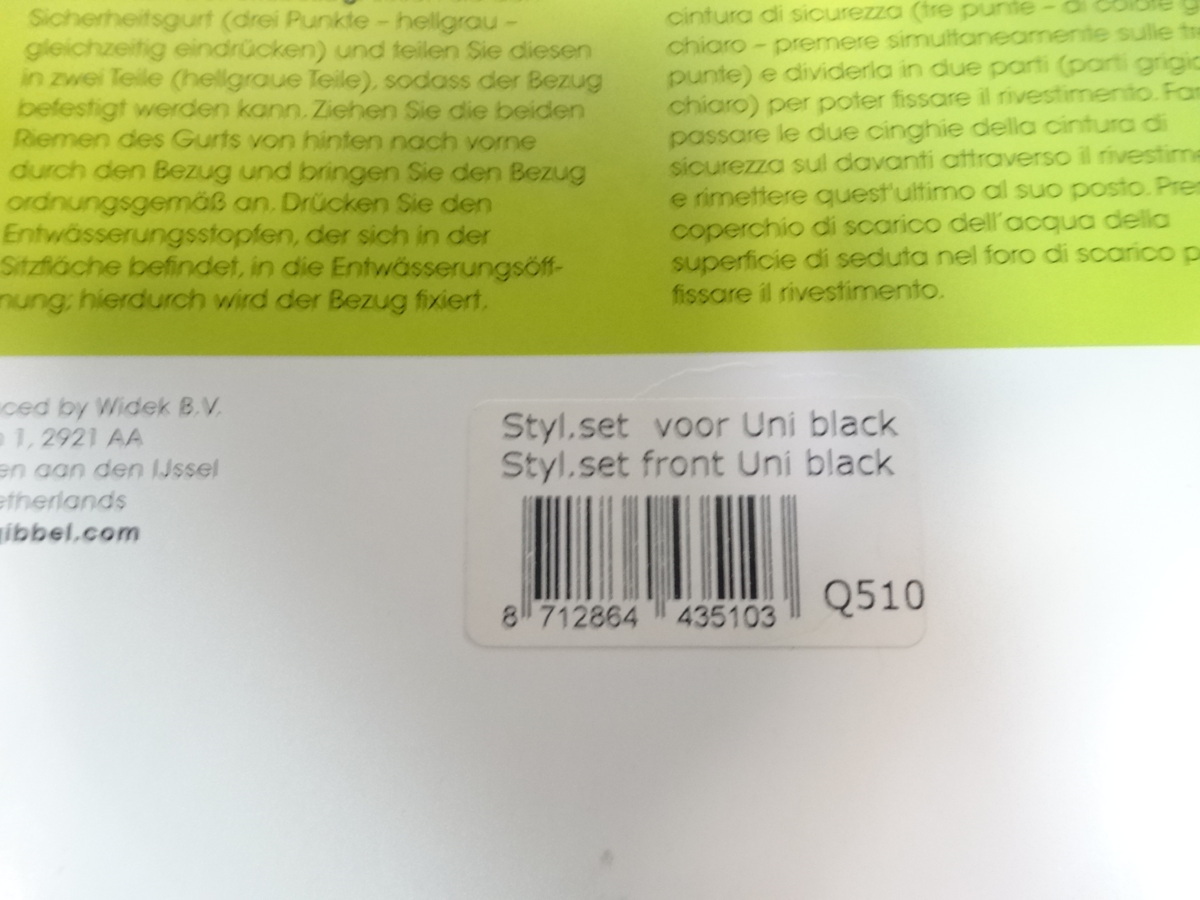 Sicherheitsgurt (drei Punkte – hellgrau –
gleichzeitig eindrücken) und teilen Sie diesen
in zwei Teile (hellgraue Teile), sodass der Bezug
befestigt werden kann. Ziehen Sie die beiden
Riemen des Gurts von hinten nach vorne
durch den Bezug und bringen Sie den Bezug
ordnungsgemäß an. Drücken Sie den
Entwässerungsstopfen, der sich in der
Sitzfläche befindet, in die Entwässerungsöff-
nung; hierdurch wird der Bezug fixiert.
cintura di sicurezza (tre punte – di colore g
chiaro – premere simultaneamente sulle tre
punte) e dividerla in due parti (parti grigio
chiaro) per poter fissare il rivestimento. Far
passare le due cinghie della cintura di
sicurezza sul davanti attraverso il rivestime
e rimettere quest'ultimo al suo posto. Pre
coperchio di scarico dell'acqua della
superficie di seduta nel foro di scarico p
fissare il rivestimento.
ced by Widek B.V.
1, 2921 AA
en aan den IJssel
etherlands
ibbel.com
Styl.set voor Uni black
Styl.set front Uni black
8 712864 435103
Q510